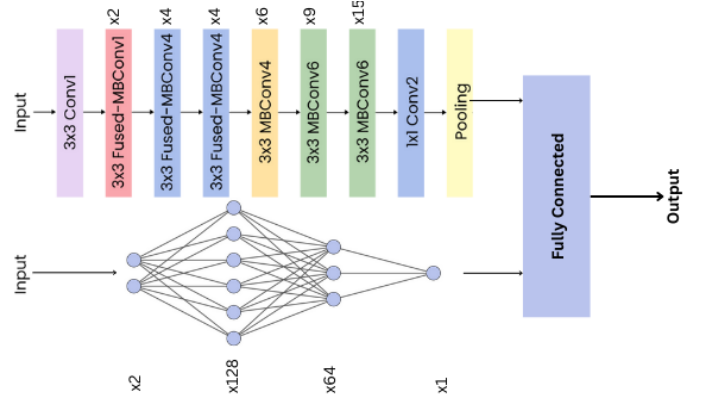 x2
x4
x4
x6
x9
x15
Input
3x3 Conv1
3x3 Fused-MBConv1
3x3 Fused-MBConv4
3x3 Fused-MBConv4
3x3 MBConv4
3x3 MBConv6
3x3 MBConv6
1x1 Conv2
Pooling
Fully Connected
Output
Input
x2
x128
x64
x1